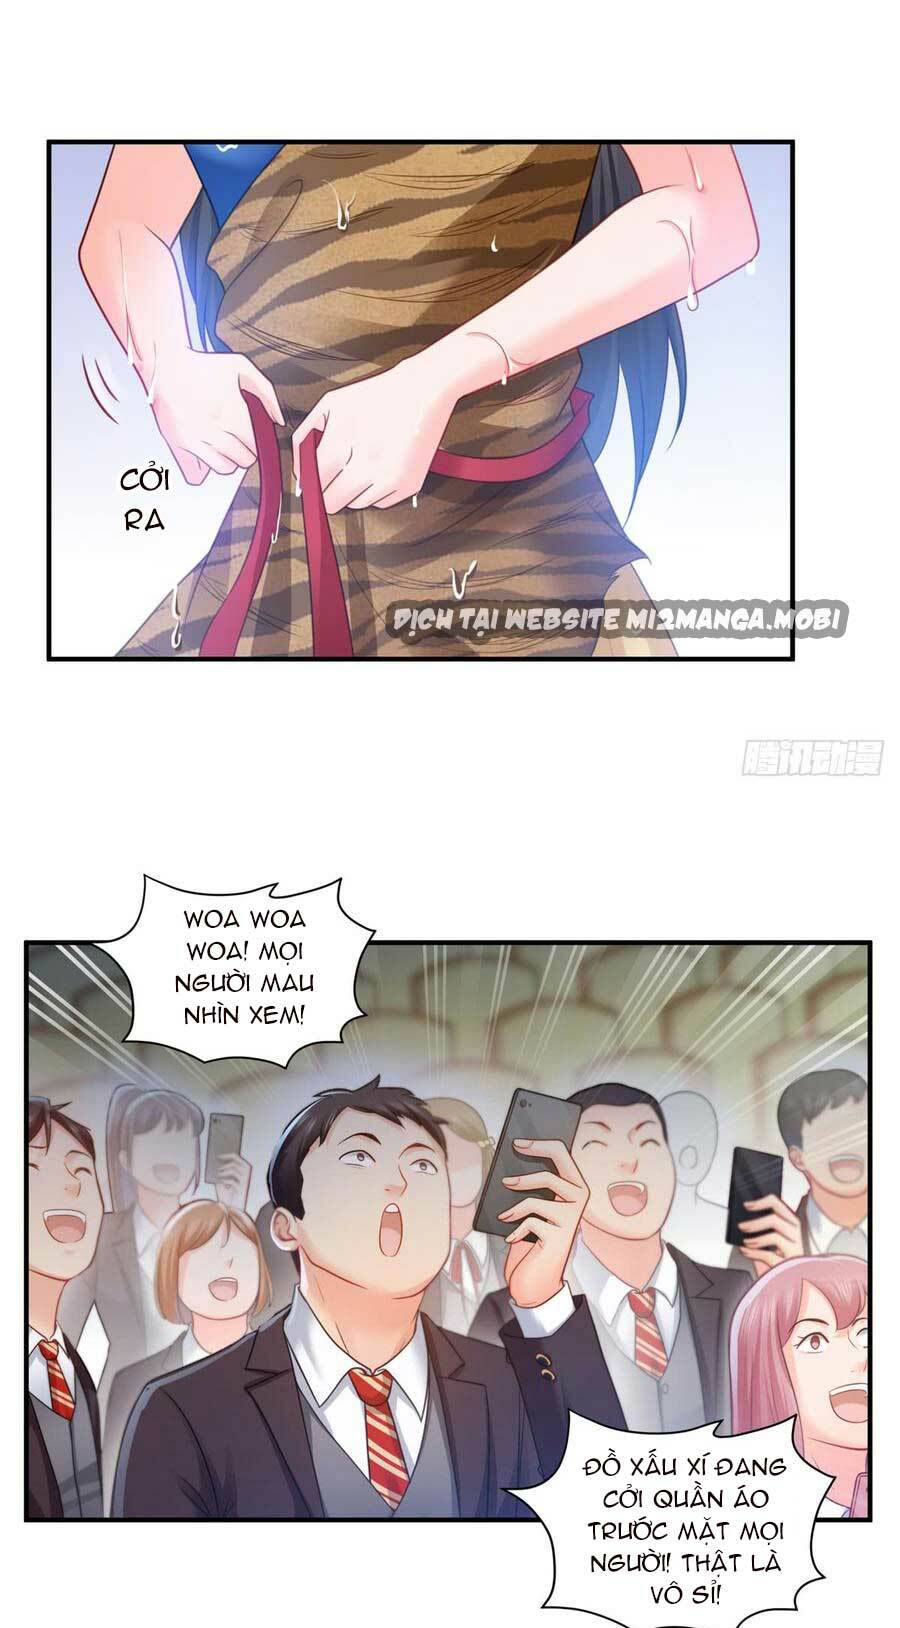 CỞI
RA
DỊCH TẠI WEBSITE MI2MANGA.MOBI
腾讯动漫
WOA WOA
WOA! MỌI
NGƯỜI MAU
NHÌN XEM!
ĐỒ XẤU XÍ ĐANG
CỞI QUẦN ÁO
TRƯỚC MẶT MỌI
NGƯỜI! THẬT LÀ
VÔ SỈ!